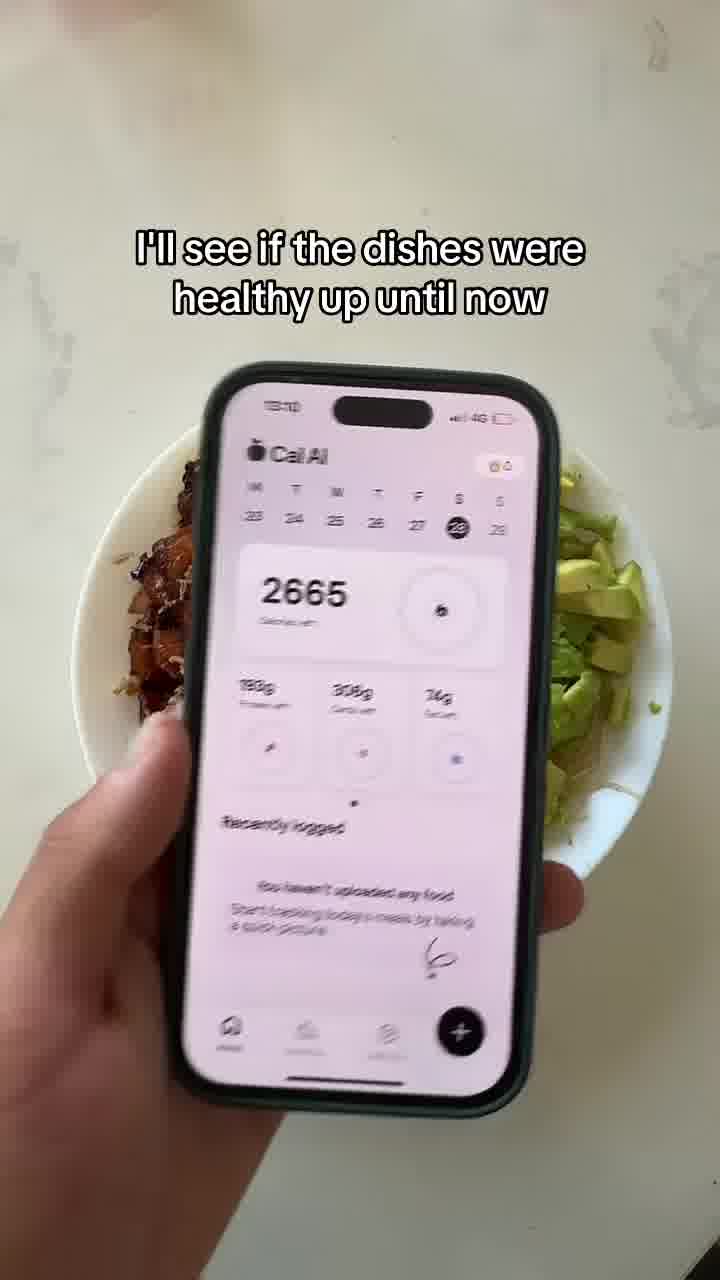 I'll see if the dishes were
healthy up until now
13:10 4G
Cal AI
0
M T W T F S S
23 24 25 26 27 28 29
2665
Calories left
193g 306g 74g
Protein left Carbs left Fat left
Recently logged
You haven't uploaded any food
Start tracking today's meals by taking
a quick picture